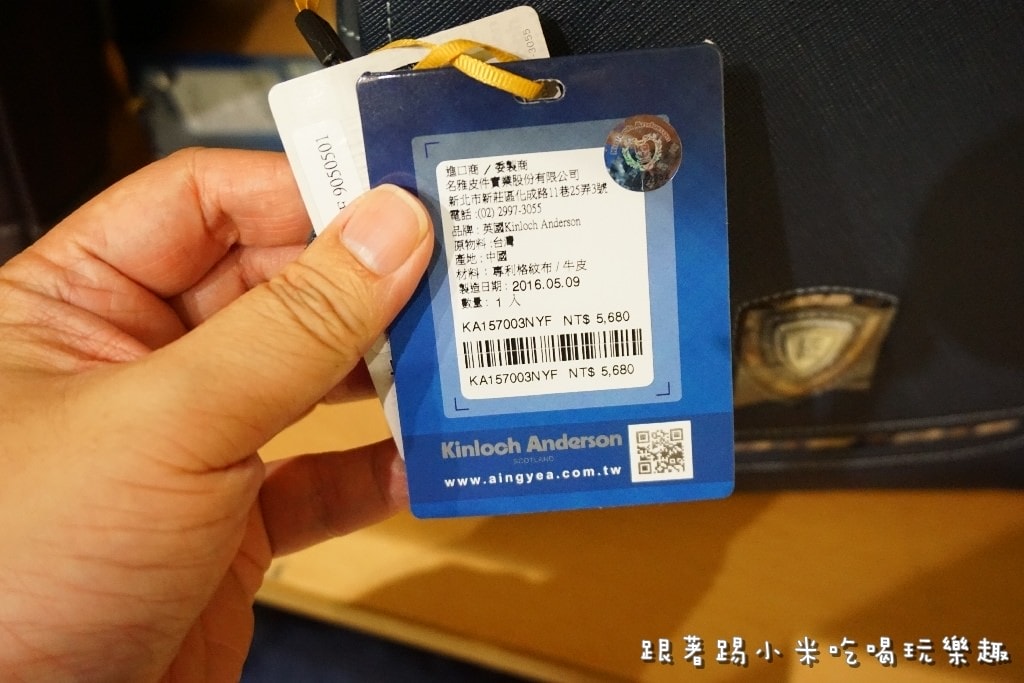 進口商 / 委製商
名雅皮件實業股份有限公司
新北市新莊區化成路11巷25弄3號
電話 :(02) 2997-3055
品牌 : 英國Kinloch Anderson
原物料 :台灣
產地 : 中國
材料 : 專利格紋布 / 牛皮
製造日期 : 2016.05.09
數量 : 1 入
KA157003NYF NT$ 5,680
KA157003NYF NT$ 5,680
Kinloch Anderson
SCOTLAND
www.aingyea.com.tw
9050501
-3055
跟著踢小米吃喝玩樂趣